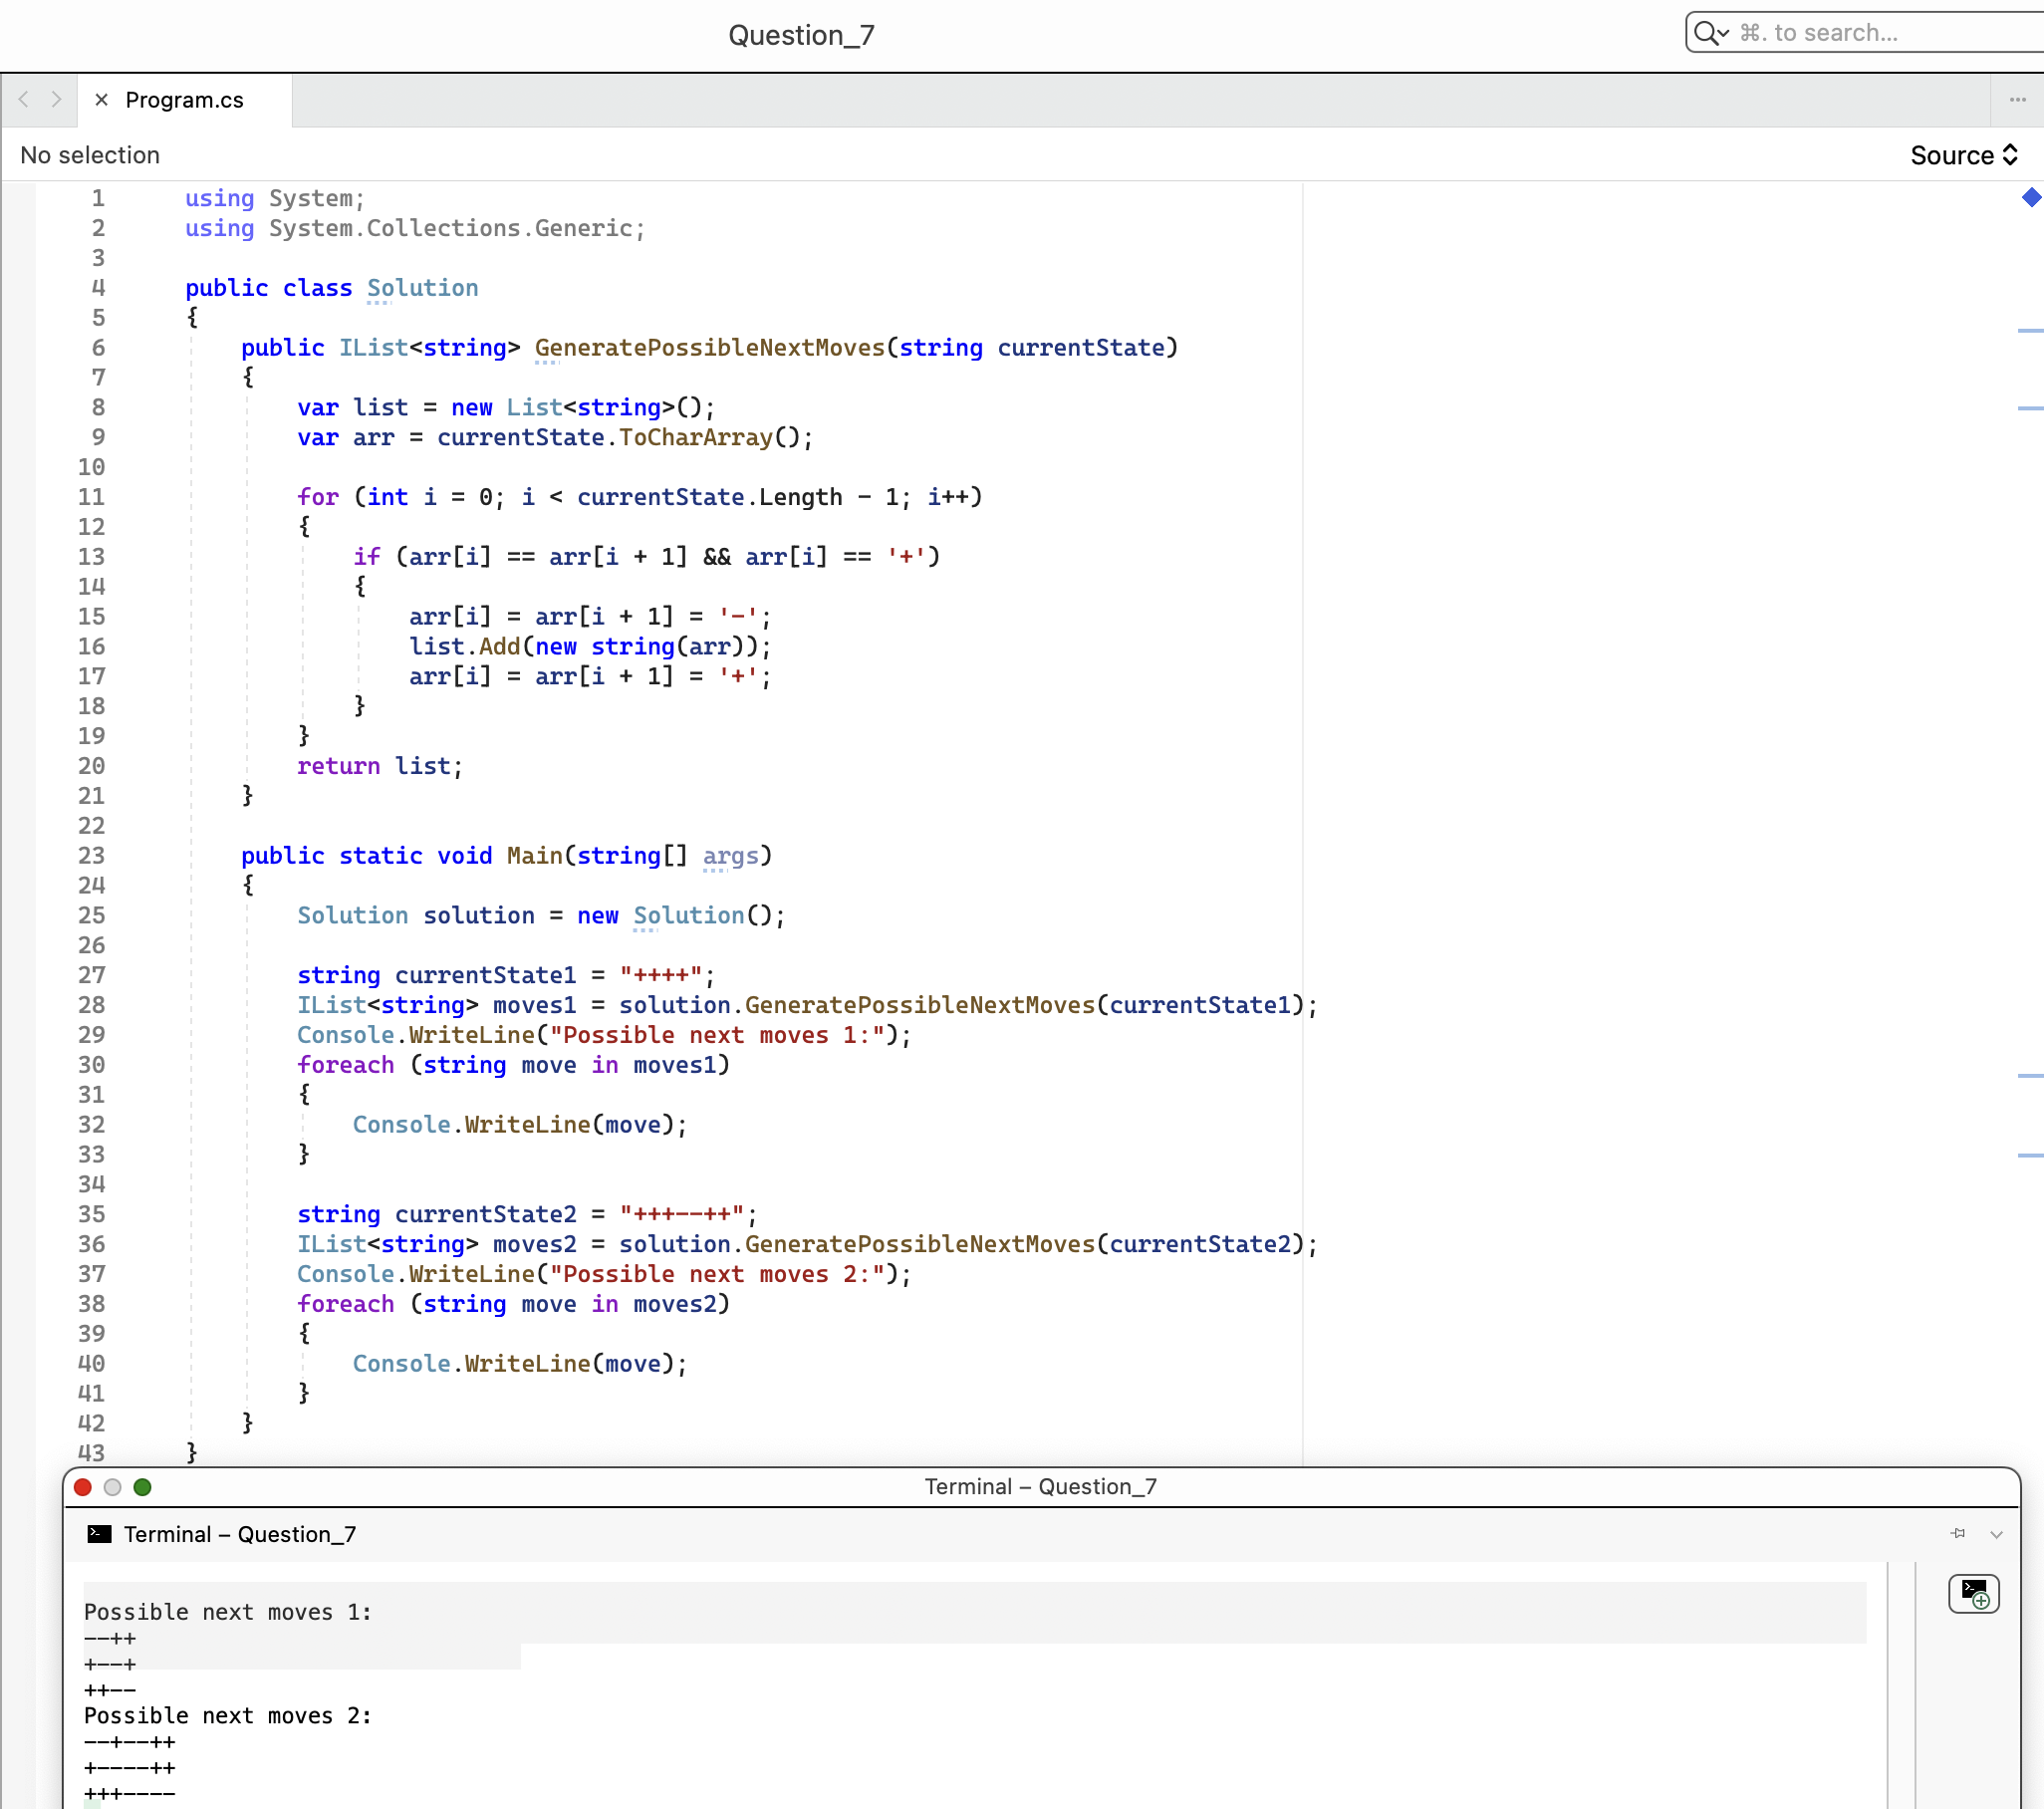 Question_7
⌘. to search...
Program.cs
No selection
Source
1 using System;
2 using System.Collections.Generic;
3
4 public class Solution
5 {
6     public IList<string> GeneratePossibleNextMoves(string currentState)
7     {
8         var list = new List<string>();
9         var arr = currentState.ToCharArray();
10
11         for (int i = 0; i < currentState.Length - 1; i++)
12         {
13             if (arr[i] == arr[i + 1] && arr[i] == '+')
14             {
15                 arr[i] = arr[i + 1] = '-';
16                 list.Add(new string(arr));
17                 arr[i] = arr[i + 1] = '+';
18             }
19         }
20         return list;
21     }
22
23     public static void Main(string[] args)
24     {
25         Solution solution = new Solution();
26
27         string currentState1 = "++++";
28         IList<string> moves1 = solution.GeneratePossibleNextMoves(currentState1);
29         Console.WriteLine("Possible next moves 1:");
30         foreach (string move in moves1)
31         {
32             Console.WriteLine(move);
33         }
34
35         string currentState2 = "+++--++";
36         IList<string> moves2 = solution.GeneratePossibleNextMoves(currentState2);
37         Console.WriteLine("Possible next moves 2:");
38         foreach (string move in moves2)
39         {
40             Console.WriteLine(move);
41         }
42     }
43 }
Terminal – Question_7
Terminal – Question_7
Possible next moves 1:
--++
+--+
++--
Possible next moves 2:
--+--++
+----++
+++----